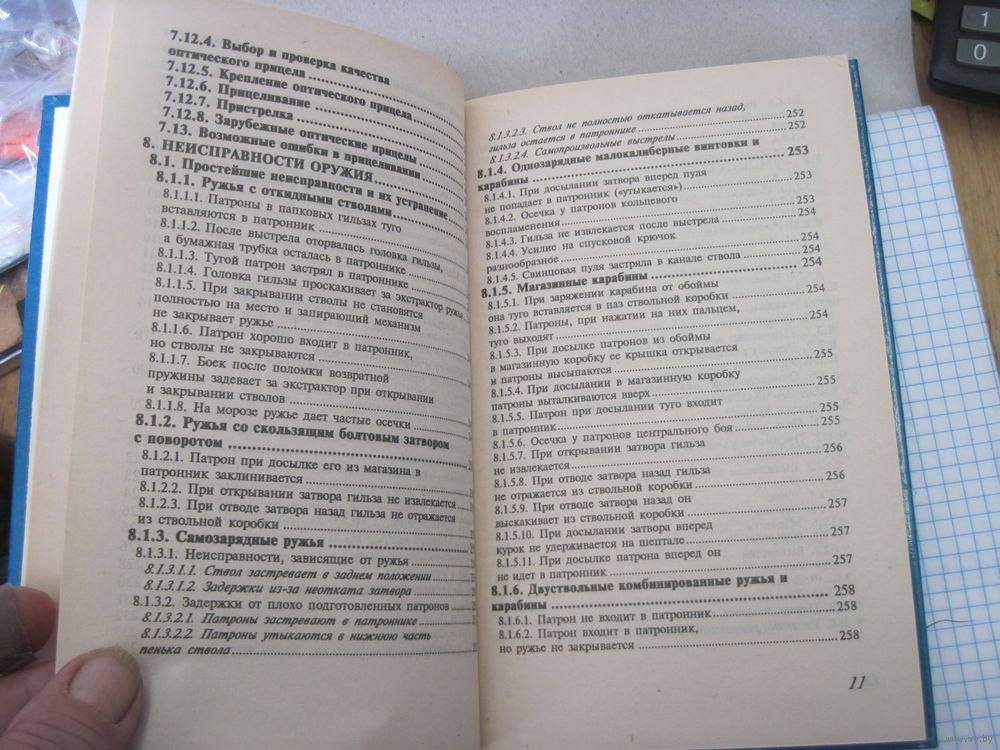 7.12.4. Выбор и проверка качества
оптического прицела
7.12.5. Крепление оптического прицела
7.12.6. Прицеливание
7.12.7. Пристрелка
7.12.8. Зарубежные оптические прицелы
7.13. Возможные ошибки в прицеливании
8. НЕИСПРАВНОСТИ ОРУЖИЯ
8.1. Простейшие неисправности и их устранение
8.1.1. Ружья с откидными стволами
8.1.1.1. Патроны в папковых гильзах туго
вставляются в патронник
8.1.1.2. После выстрела оторвалась головка гильзы,
а бумажная трубка осталась в патроннике
8.1.1.3. Тугой патрон застрял в патроннике
8.1.1.4. Головка гильзы проскакивает за экстрактор ружья
8.1.1.5. При закрывании стволы не становятся
полностью на место и запирающий механизм
не закрывает ружье
8.1.1.6. Патрон хорошо входит в патронник,
но стволы не закрываются
8.1.1.7. Боек после поломки возвратной
пружины задевает за экстрактор при открывании
и закрывании стволов
8.1.1.8. На морозе ружье дает частые осечки
8.1.2. Ружья со скользящим болтовым затвором
с поворотом
8.1.2.1. Патрон при досылке его из магазина в
патронник заклинивается
8.1.2.2. При открывании затвора гильза не извлекается
8.1.2.3. При отводе затвора назад гильза не отражается
из ствольной коробки
8.1.3. Самозарядные ружья
8.1.3.1. Неисправности, зависящие от ружья
8.1.3.1.1. Ствол застревает в заднем положении
8.1.3.1.2. Задержки из-за неотката затвора
8.1.3.2. Задержки от плохо подготовленных патронов
8.1.3.2.1. Патроны застревают в патроннике
8.1.3.2.2. Патроны утыкаются в нижнюю часть
пенька ствола
8.1.3.2.3. Ствол не полностью откатывается назад,
гильза остается в патроннике 252
8.1.3.2.4. Самопроизвольные выстрелы 252
8.1.4. Однозарядные малокалиберные винтовки и
карабины 253
8.1.4.1. При досылании затвора вперед пуля
не попадает в патронник («утыкается») 253
8.1.4.2. Осечка у патронов кольцевого
воспламенения 253
8.1.4.3. Гильза не извлекается после выстрела 254
8.1.4.4. Усилие на спусковой крючок
разнообразное 254
8.1.4.5. Свинцовая пуля застряла в канале ствола 254
8.1.5. Магазинные карабины 254
8.1.5.1. При заряжении карабина от обоймы
она туго вставляется в паз ствольной коробки 254
8.1.5.2. Патроны, при нажатии на них пальцем,
туго выходят 254
8.1.5.3. При досылке патронов из обоймы
в магазинную коробку ее крышка открывается
и патроны высыпаются 255
8.1.5.4. При досылании в магазинную коробку
патроны выталкиваются вверх 255
8.1.5.5. Патрон при досылании туго входит
в патронник 255
8.1.5.6. Осечка у патронов центрального боя 255
8.1.5.7. При открывании затвора гильза
не извлекается 256
8.1.5.8. При отводе затвора назад гильза
не отражается из ствольной коробки 256
8.1.5.9. При отводе затвора назад он
выскакивает из ствольной коробки 257
8.1.5.10. При досылании затвора вперед
курок не удерживается на шептале 257
8.1.5.11. При досылке патрона вперед он
не идет в патронник 257
8.1.6. Двуствольные комбинированные ружья и
карабины 258
8.1.6.1. Патрон не входит в патронник 258
8.1.6.2. Патрон входит в патронник,
но ружье не закрывается 258
11
1
0